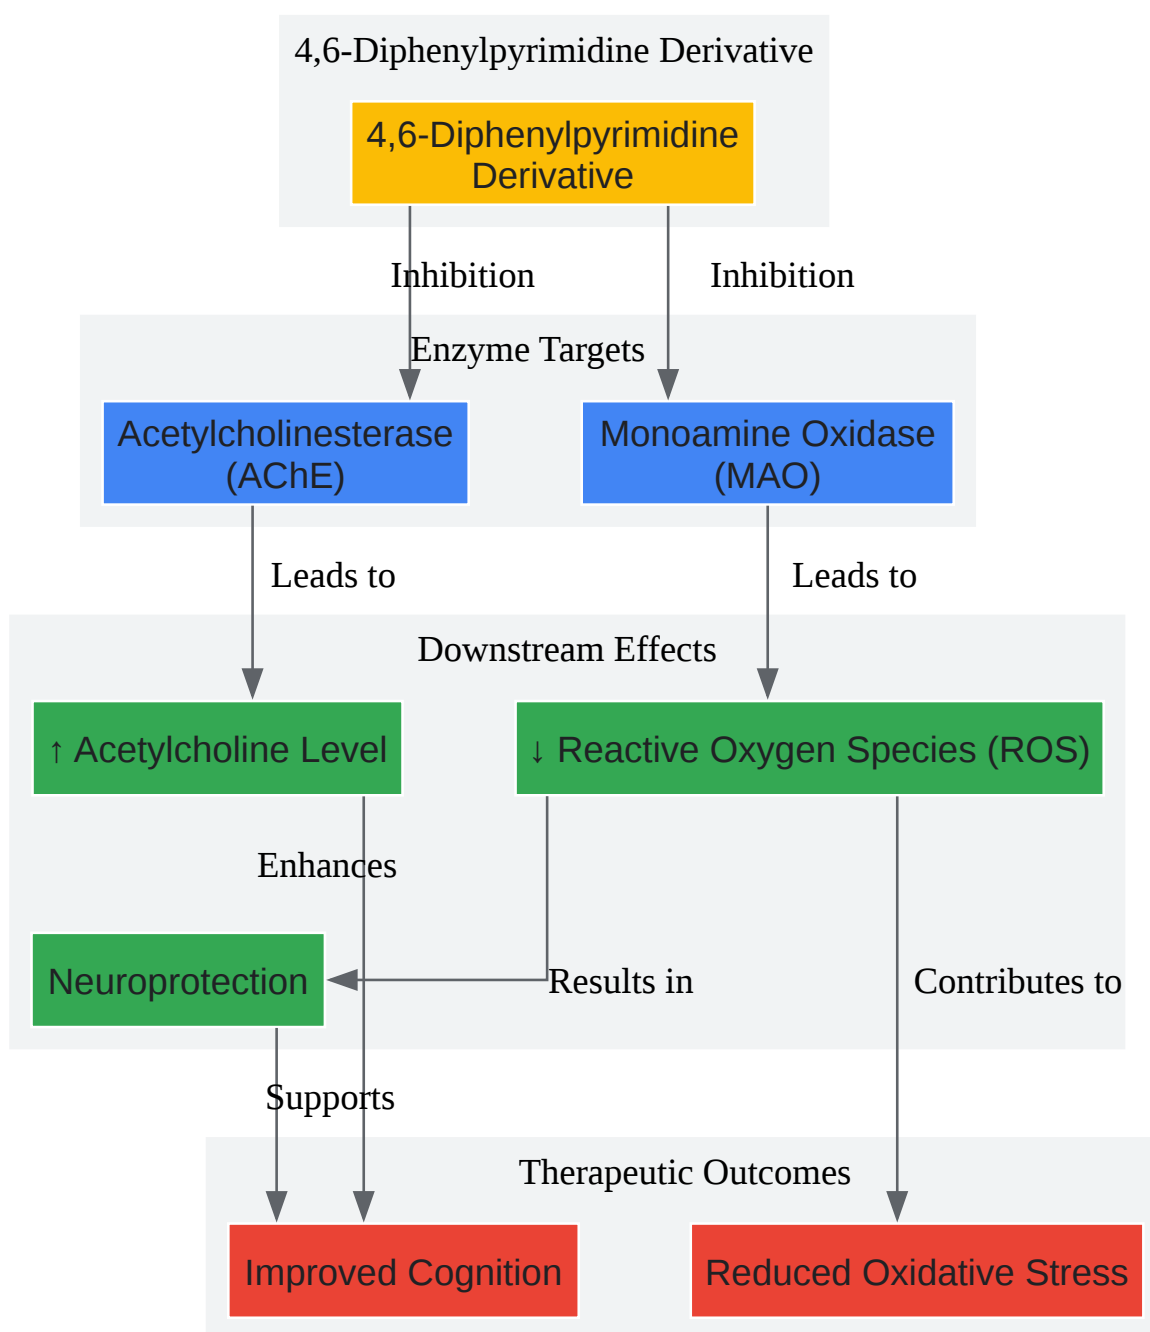 4,6-Diphenylpyrimidine Derivative
4,6-Diphenylpyrimidine
Derivative
Inhibition
Inhibition
Enzyme Targets
Acetylcholinesterase
(AChE)
Monoamine Oxidase
(MAO)
Leads to
Leads to
Downstream Effects
↑ Acetylcholine Level
↓ Reactive Oxygen Species (ROS)
Enhances
Neuroprotection
Results in
Contributes to
Supports
Therapeutic Outcomes
Improved Cognition
Reduced Oxidative Stress